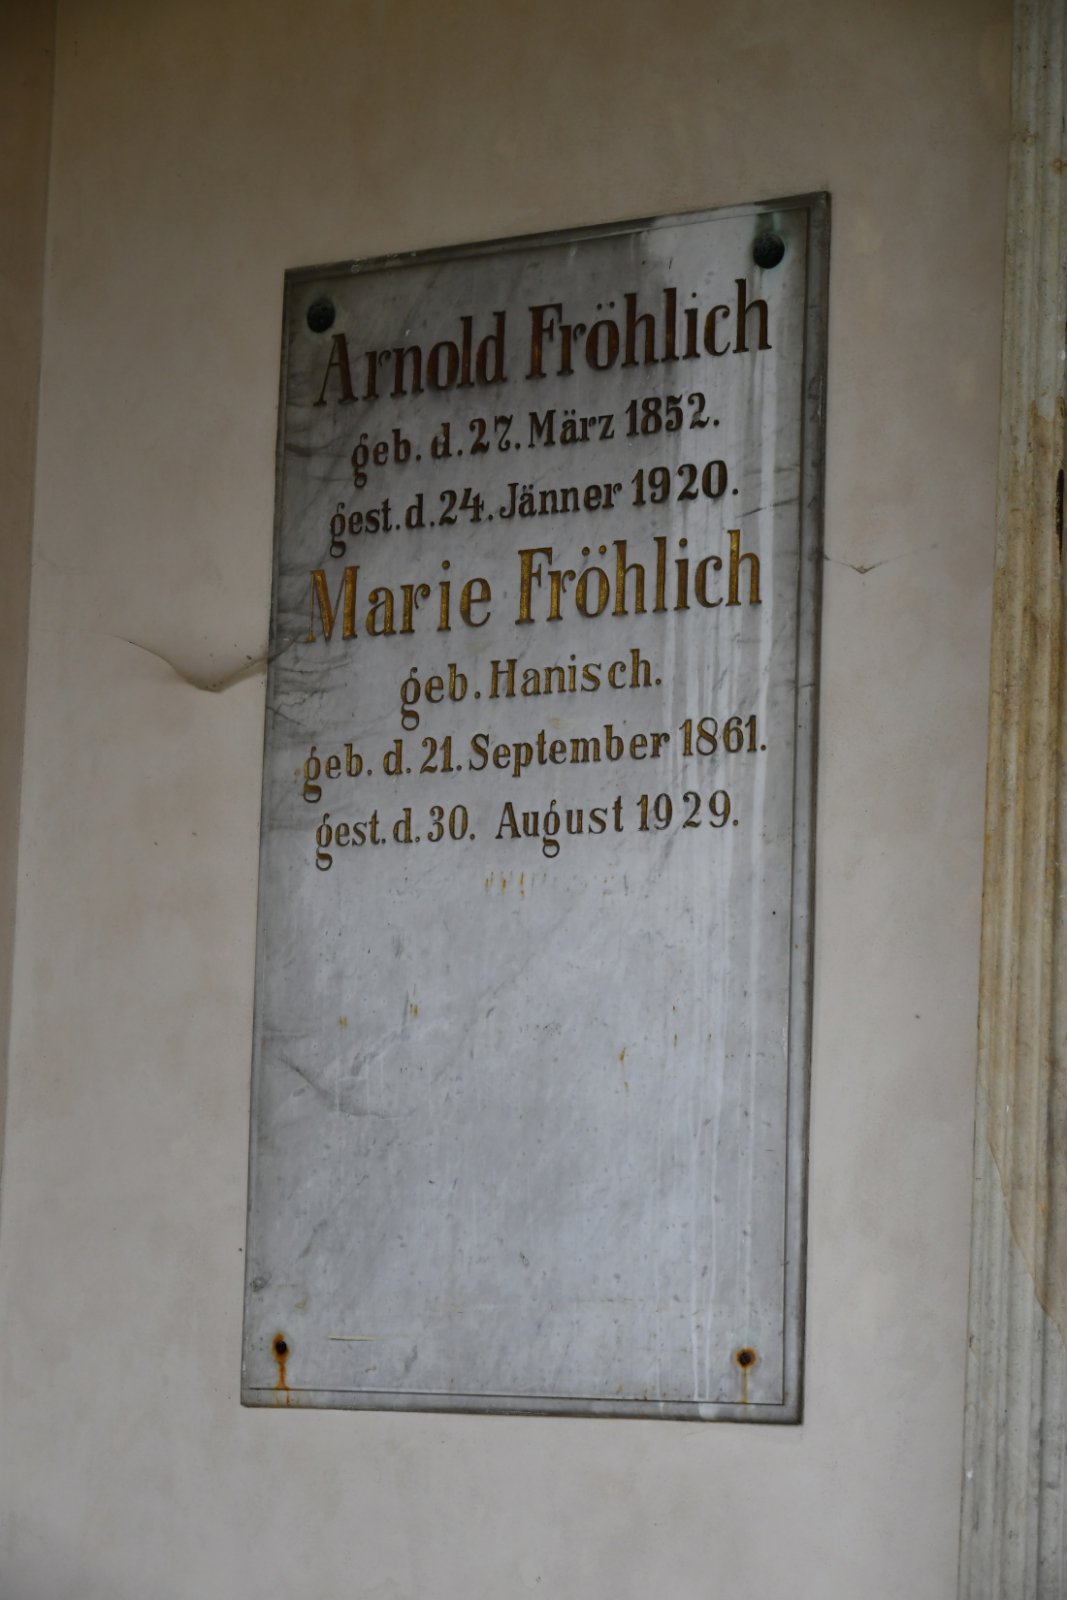 Arnold Fröhlich
geb. d. 27. März 1852.
gest. d. 24. Jänner 1920.
Marie Fröhlich
geb. Hanisch.
geb. d. 21. September 1861.
gest. d. 30. August 1929.